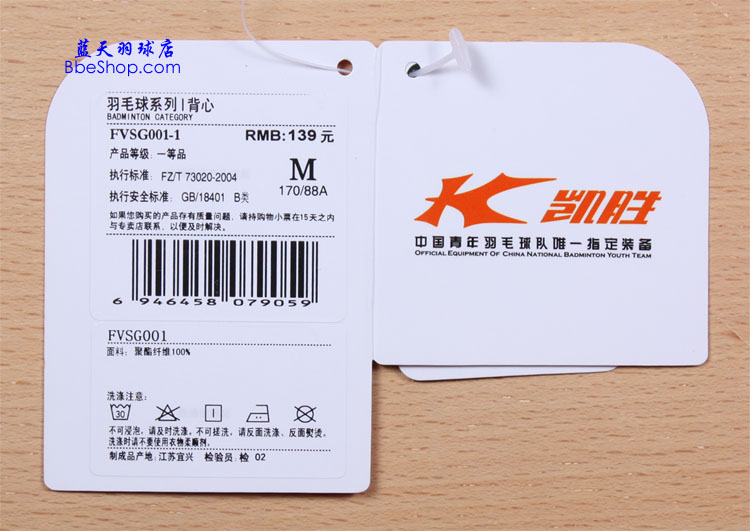 蓝天羽球店
BbeShop.com
羽毛球系列 | 背心
BADMINTON CATEGORY
FVSG001-1 RMB: 139 元
产品等级: 一等品
M
执行标准: FZ/T 73020-2004
170/88A
执行安全标准: GB/18401 B类
如果您购买的产品存有质量问题, 请持购物小票在15天之内
与专卖店联系, 以便及时解决。
6 946458 079059
FVSG001
面料: 聚酯纤维100%
洗涤注意:
30
不可浸泡, 请及时洗涤。不可搓洗, 请反面洗涤、反面熨烫。
洗涤时请不要使用衣物柔顺剂。
制成品产地: 江苏宜兴 检验员: 检 02
K 凯胜
中国青年羽毛球队唯一指定装备
OFFICIAL EQUIPMENT OF CHINA NATIONAL BADMINTON YOUTH TEAM